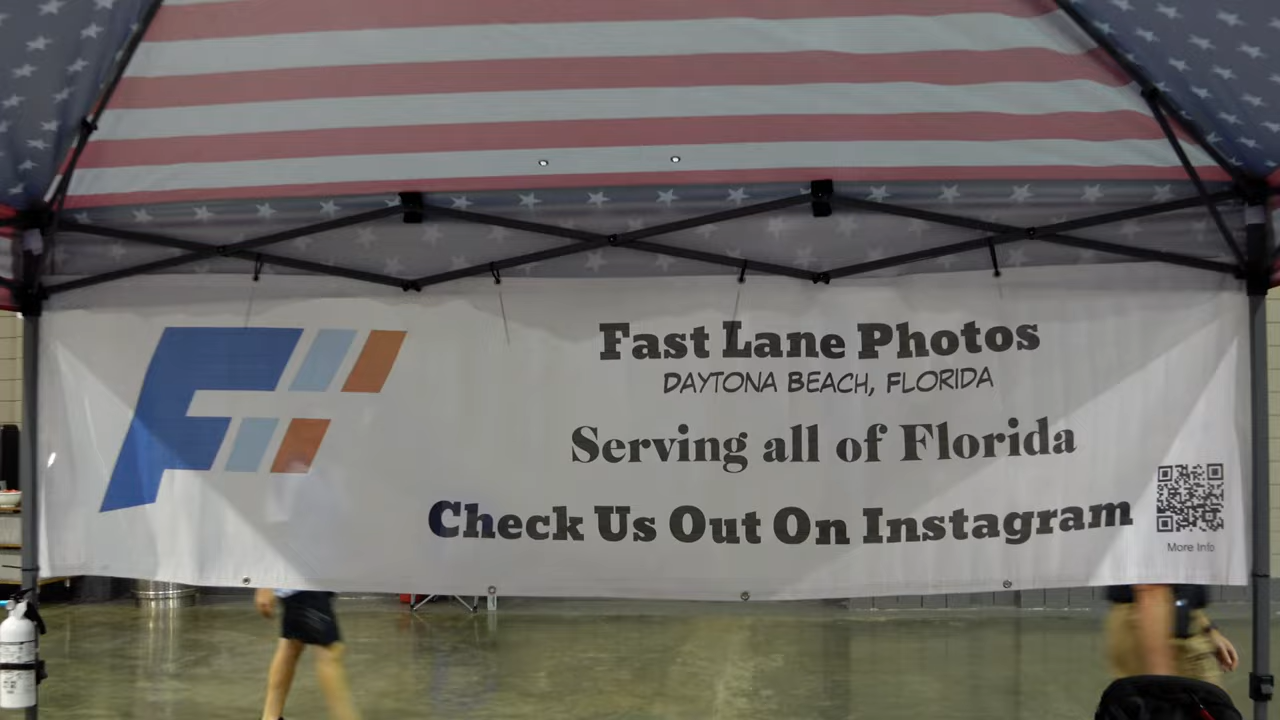 Fast Lane Photos
DAYTONA BEACH, FLORIDA
Serving all of Florida
Check Us Out On Instagram
More Info